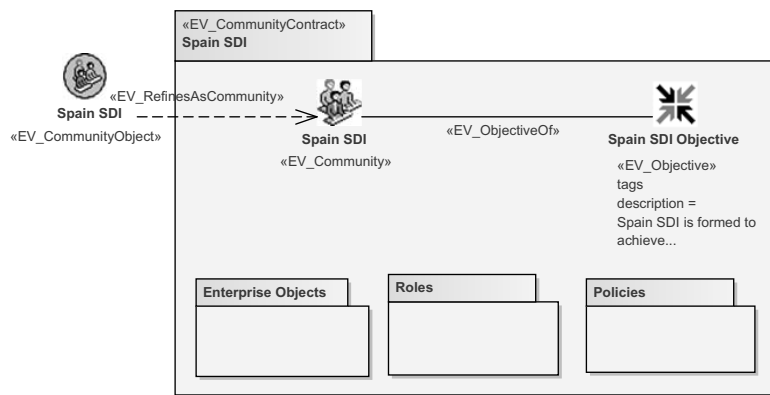 «EV_CommunityContract»
Spain SDI
«EV_RefinesAsCommunity»
Spain SDI
«EV_CommunityObject»
Spain SDI
«EV_Community»
«EV_ObjectiveOf»
Spain SDI Objective
«EV_Objective»
tags
description =
Spain SDI is formed to
achieve...
Enterprise Objects
Roles
Policies